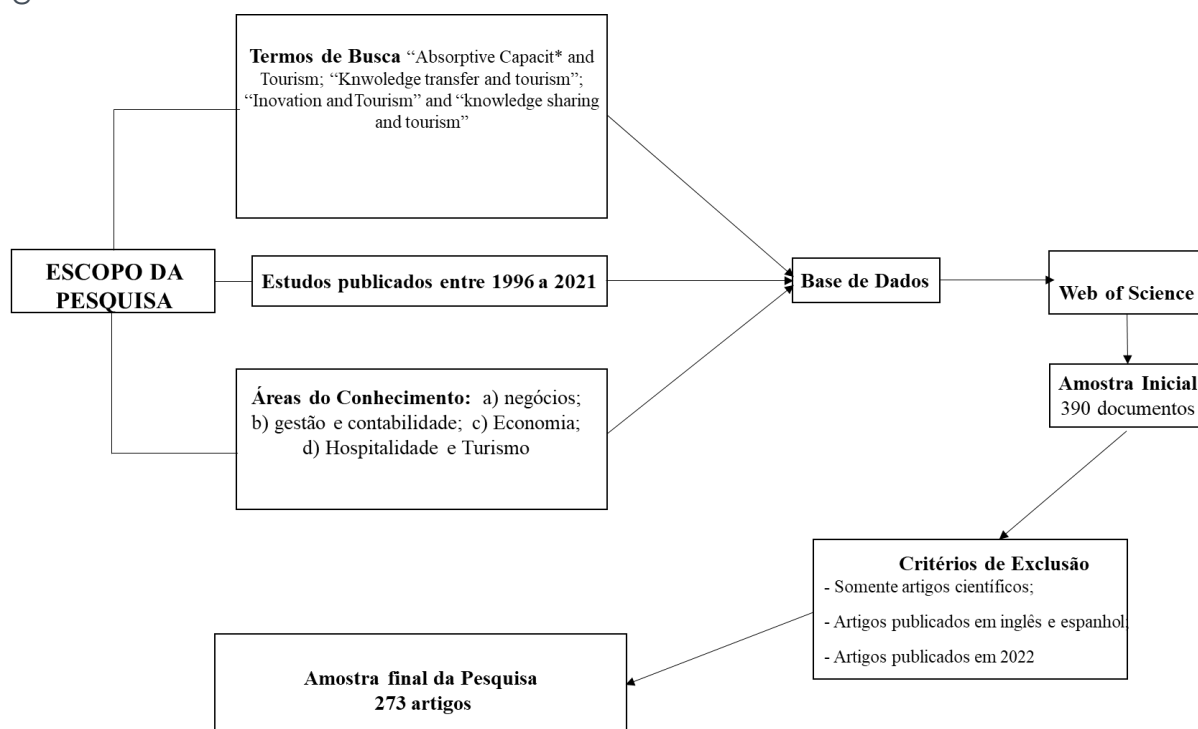 Termos de Busca “Absorptive Capacit* and
Tourism; “Knwoledge transfer and tourism”;
“Inovation and Tourism” and “knowledge sharing
and tourism”
ESCOPO DA
PESQUISA
Estudos publicados entre 1996 a 2021
Áreas do Conhecimento: a) negócios;
b) gestão e contabilidade; c) Economia;
d) Hospitalidade e Turismo
Base de Dados
Web of Science
Amostra Inicial
390 documentos
Critérios de Exclusão
- Somente artigos científicos;
- Artigos publicados em inglês e espanhol;
- Artigos publicados em 2022
Amostra final da Pesquisa
273 artigos